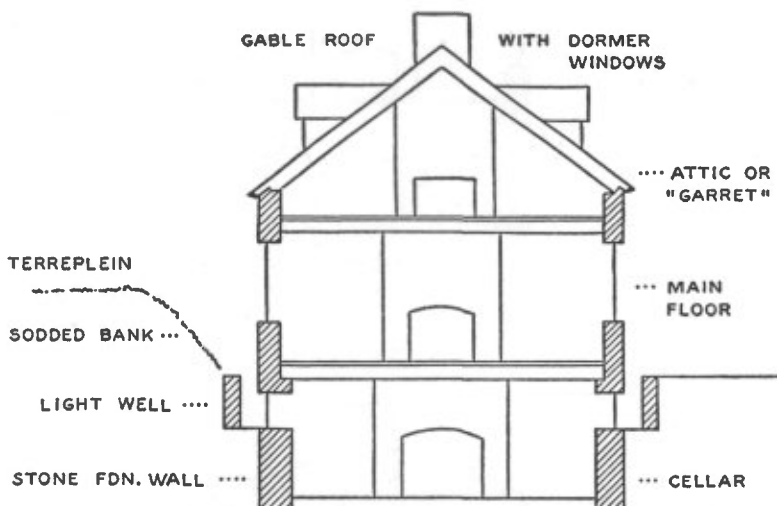 GABLE ROOF WITH DORMER
WINDOWS
···· ATTIC OR
"GARRET"
TERREPLEIN
··· MAIN
FLOOR
SODDED BANK ···
LIGHT WELL ····
STONE FDN. WALL ····
··· CELLAR